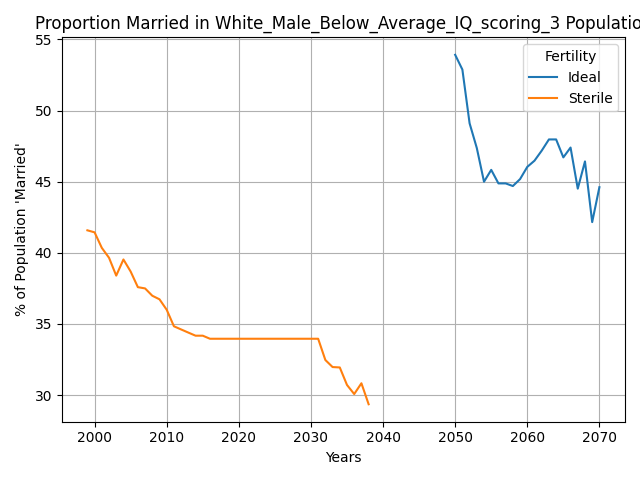 Proportion Married in White_Male_Below_Average_IQ_scoring_3 Populatio
Fertility
Ideal
Sterile
% of Population 'Married'
55
50
45
40
35
30
2000 2010 2020 2030 2040 2050 2060 2070
Years